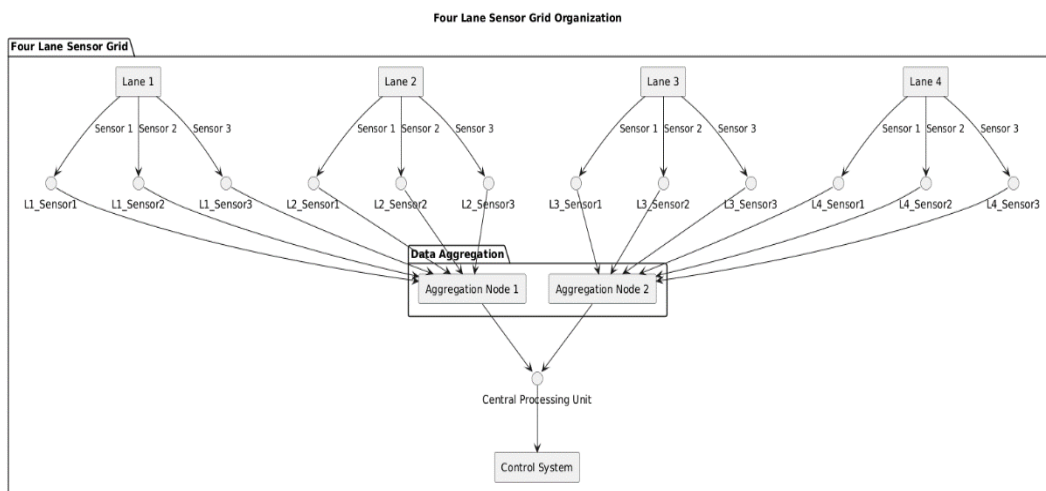 Four Lane Sensor Grid Organization
Four Lane Sensor Grid
Lane 1
Lane 2
Lane 3
Lane 4
Sensor 1
Sensor 2
Sensor 3
Sensor 1
Sensor 2
Sensor 3
Sensor 1
Sensor 2
Sensor 3
Sensor 1
Sensor 2
Sensor 3
L1_Sensor1
L1_Sensor2
L1_Sensor3
L2_Sensor1
L2_Sensor2
L2_Sensor3
L3_Sensor1
L3_Sensor2
L3_Sensor3
L4_Sensor1
L4_Sensor2
L4_Sensor3
Data Aggregation
Aggregation Node 1
Aggregation Node 2
Central Processing Unit
Control System